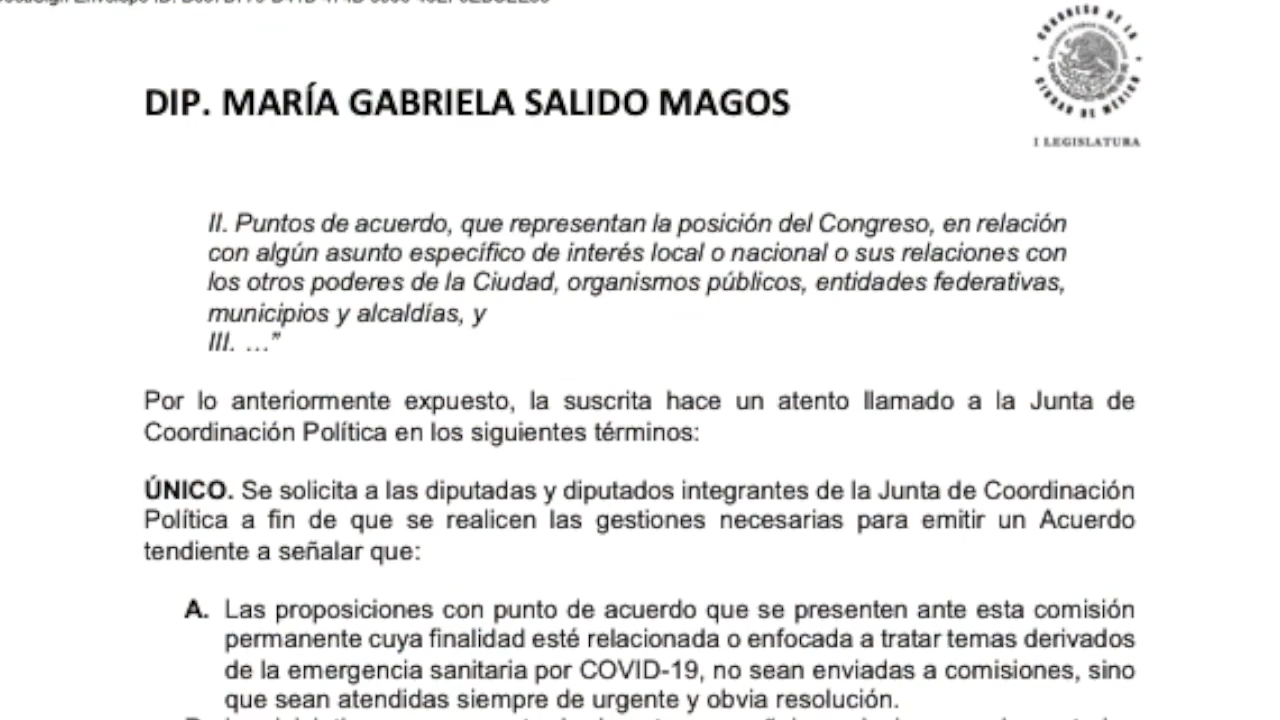 DIP. MARÍA GABRIELA SALIDO MAGOS
CONGRESO DE LA
CIUDAD DE MÉXICO
I LEGISLATURA
II. Puntos de acuerdo, que representan la posición del Congreso, en relación
con algún asunto específico de interés local o nacional o sus relaciones con
los otros poderes de la Ciudad, organismos públicos, entidades federativas,
municipios y alcaldías, y
III. …”
Por lo anteriormente expuesto, la suscrita hace un atento llamado a la Junta de
Coordinación Política en los siguientes términos:
ÚNICO. Se solicita a las diputadas y diputados integrantes de la Junta de Coordinación
Política a fin de que se realicen las gestiones necesarias para emitir un Acuerdo
tendiente a señalar que:
A. Las proposiciones con punto de acuerdo que se presenten ante esta comisión
permanente cuya finalidad esté relacionada o enfocada a tratar temas derivados
de la emergencia sanitaria por COVID-19, no sean enviadas a comisiones, sino
que sean atendidas siempre de urgente y obvia resolución.